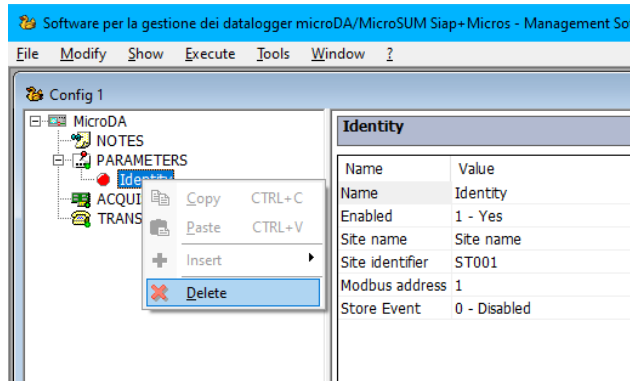 Software per la gestione dei datalogger microDA/MicroSUM Siap+Micros - Management So
File Modify Show Execute Tools Window ?
Config 1
MicroDA
NOTES
PARAMETERS
Identity
ACQUI
TRANS
Copy CTRL+C
Paste CTRL+V
Insert
Delete
Identity
Name Value
Name Identity
Enabled 1 - Yes
Site name Site name
Site identifier ST001
Modbus address 1
Store Event 0 - Disabled